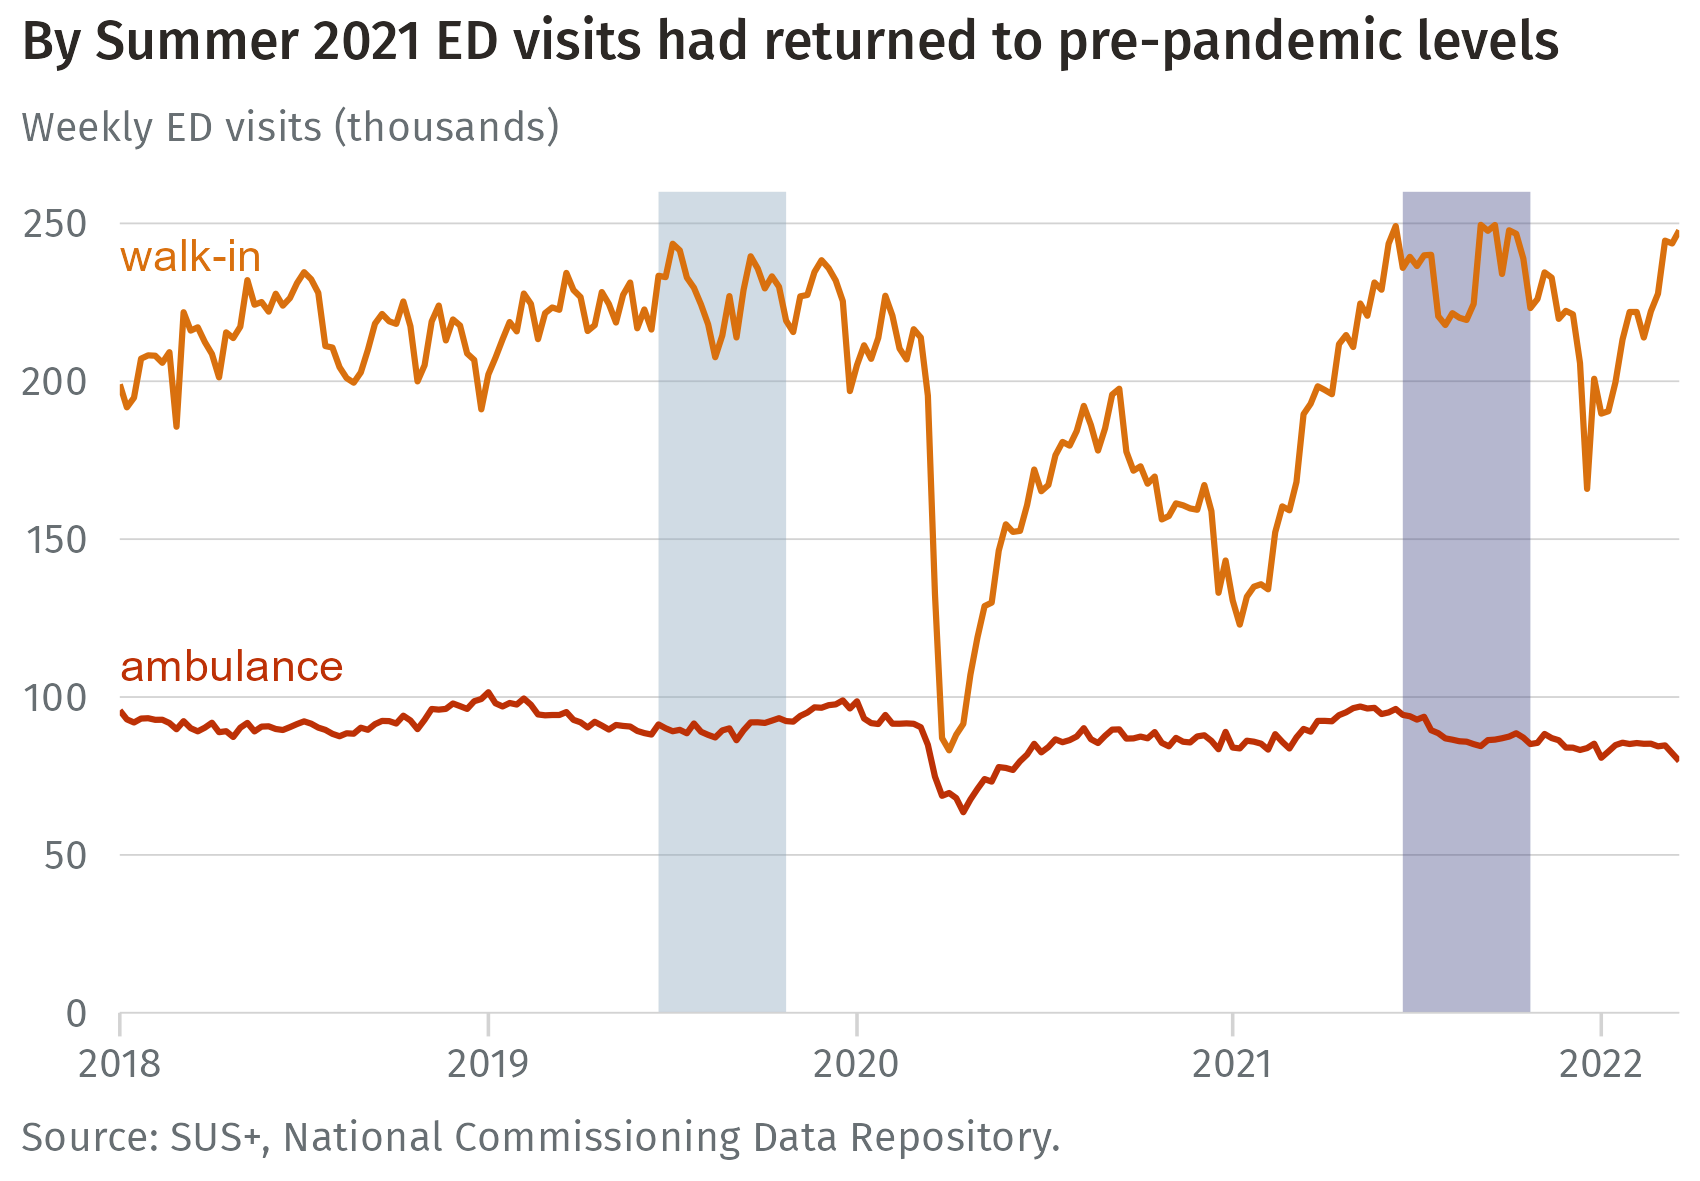 By Summer 2021 ED visits had returned to pre-pandemic levels
Weekly ED visits (thousands)
250
walk-in
200
150
ambulance
100
50
0
2018 2019 2020 2021 2022
Source: SUS+, National Commissioning Data Repository.